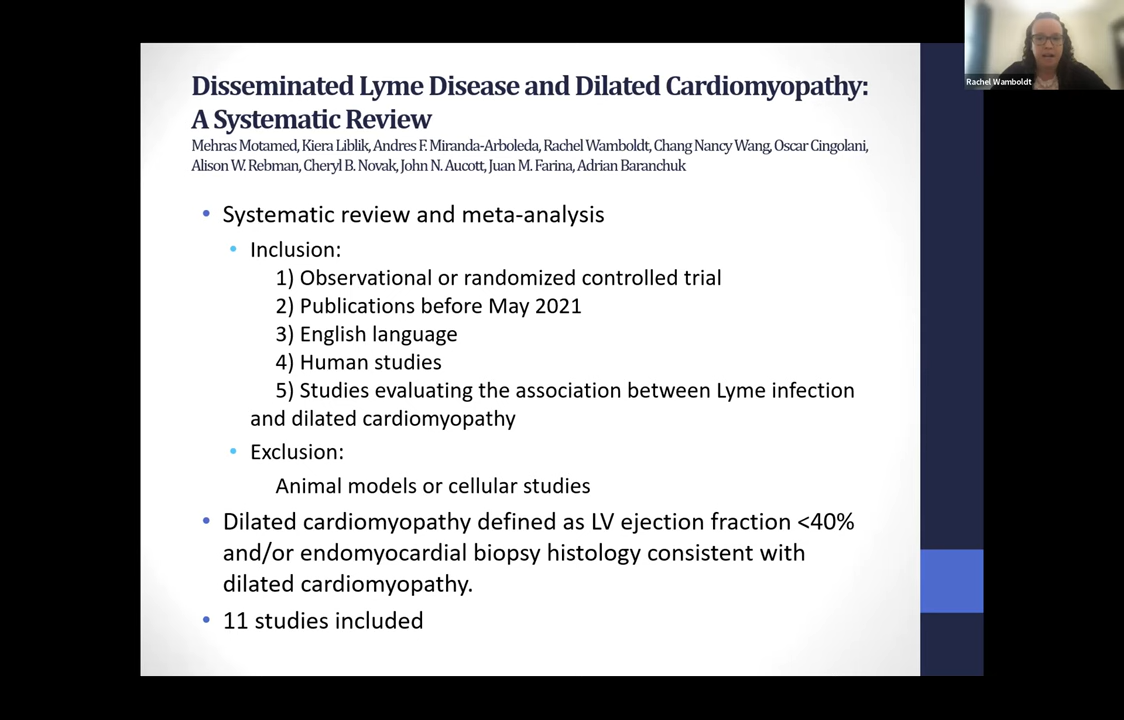 Rachel Wamboldt
Disseminated Lyme Disease and Dilated Cardiomyopathy:
A Systematic Review
Mehras Motamed, Kiera Liblik, Andres F. Miranda-Arboleda, Rachel Wamboldt, Chang Nancy Wang, Oscar Cingolani,
Alison W. Rebman, Cheryl B. Novak, John N. Aucott, Juan M. Farina, Adrian Baranchuk
• Systematic review and meta-analysis
• Inclusion:
1) Observational or randomized controlled trial
2) Publications before May 2021
3) English language
4) Human studies
5) Studies evaluating the association between Lyme infection
and dilated cardiomyopathy
• Exclusion:
Animal models or cellular studies
• Dilated cardiomyopathy defined as LV ejection fraction <40%
and/or endomyocardial biopsy histology consistent with
dilated cardiomyopathy.
• 11 studies included